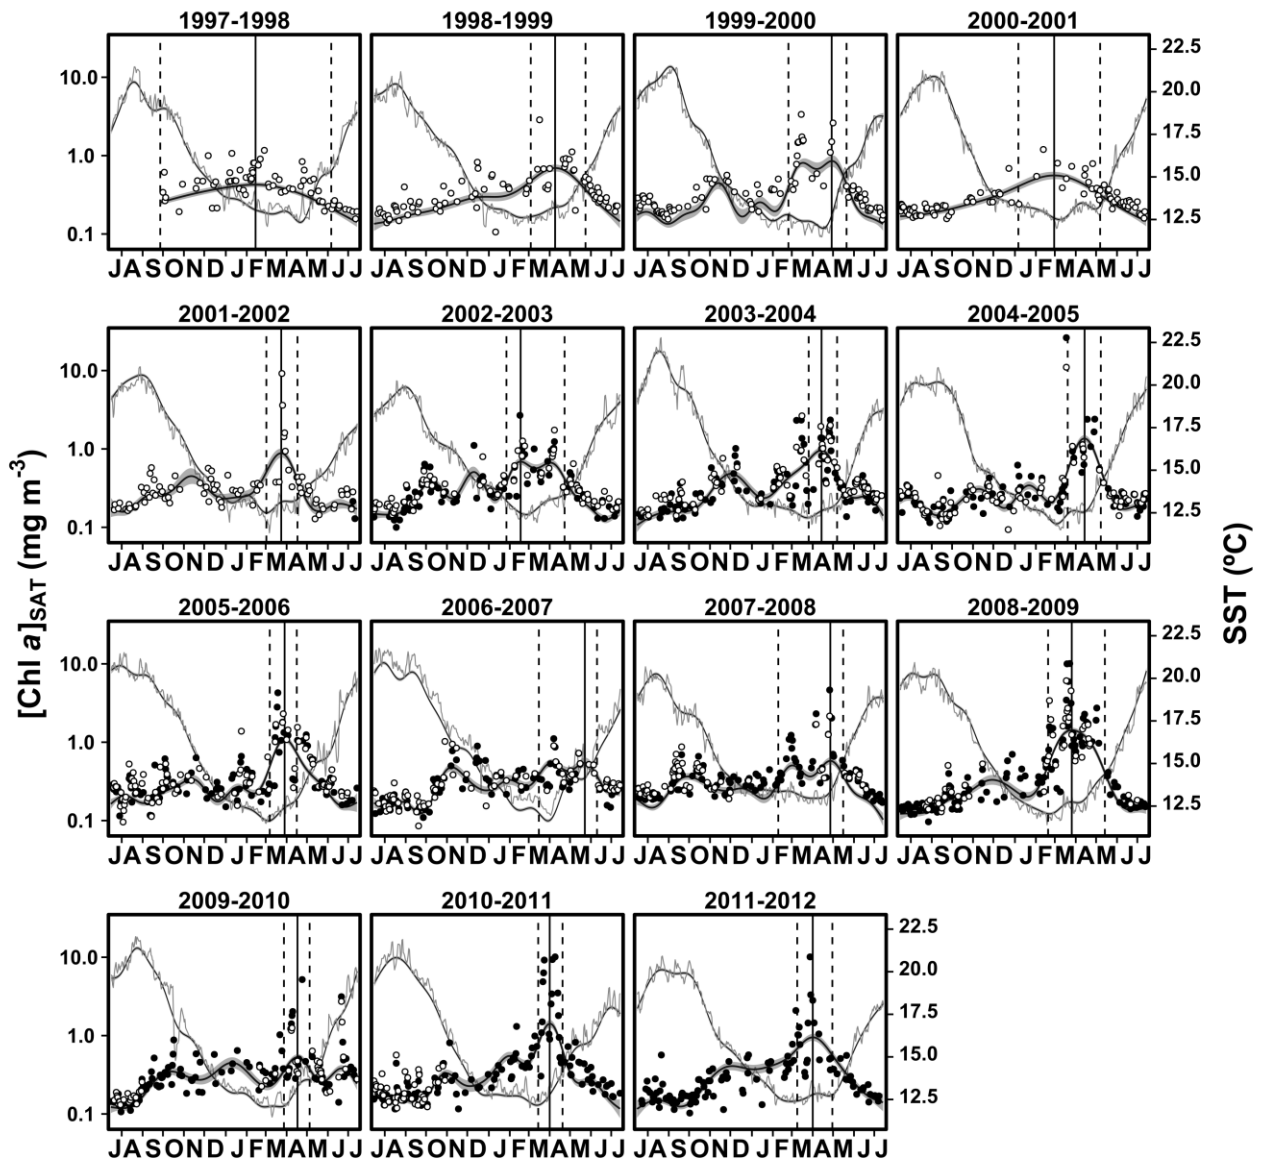 1997-1998 1998-1999 1999-2000 2000-2001
10.0 22.5
20.0
1.0 17.5
15.0
0.1 12.5
JASONDJFMAMJJ JASONDJFMAMJJ JASONDJFMAMJJ JASONDJFMAMJJ
2001-2002 2002-2003 2003-2004 2004-2005
10.0 22.5
20.0
1.0 17.5
15.0
0.1 12.5
JASONDJFMAMJJ JASONDJFMAMJJ JASONDJFMAMJJ JASONDJFMAMJJ
[Chl a]SAT (mg m-3)
SST (ºC)
2005-2006 2006-2007 2007-2008 2008-2009
10.0 22.5
20.0
1.0 17.5
15.0
0.1 12.5
JASONDJFMAMJJ JASONDJFMAMJJ JASONDJFMAMJJ JASONDJFMAMJJ
2009-2010 2010-2011 2011-2012
10.0 22.5
20.0
1.0 17.5
15.0
0.1 12.5
JASONDJFMAMJJ JASONDJFMAMJJ JASONDJFMAMJJ